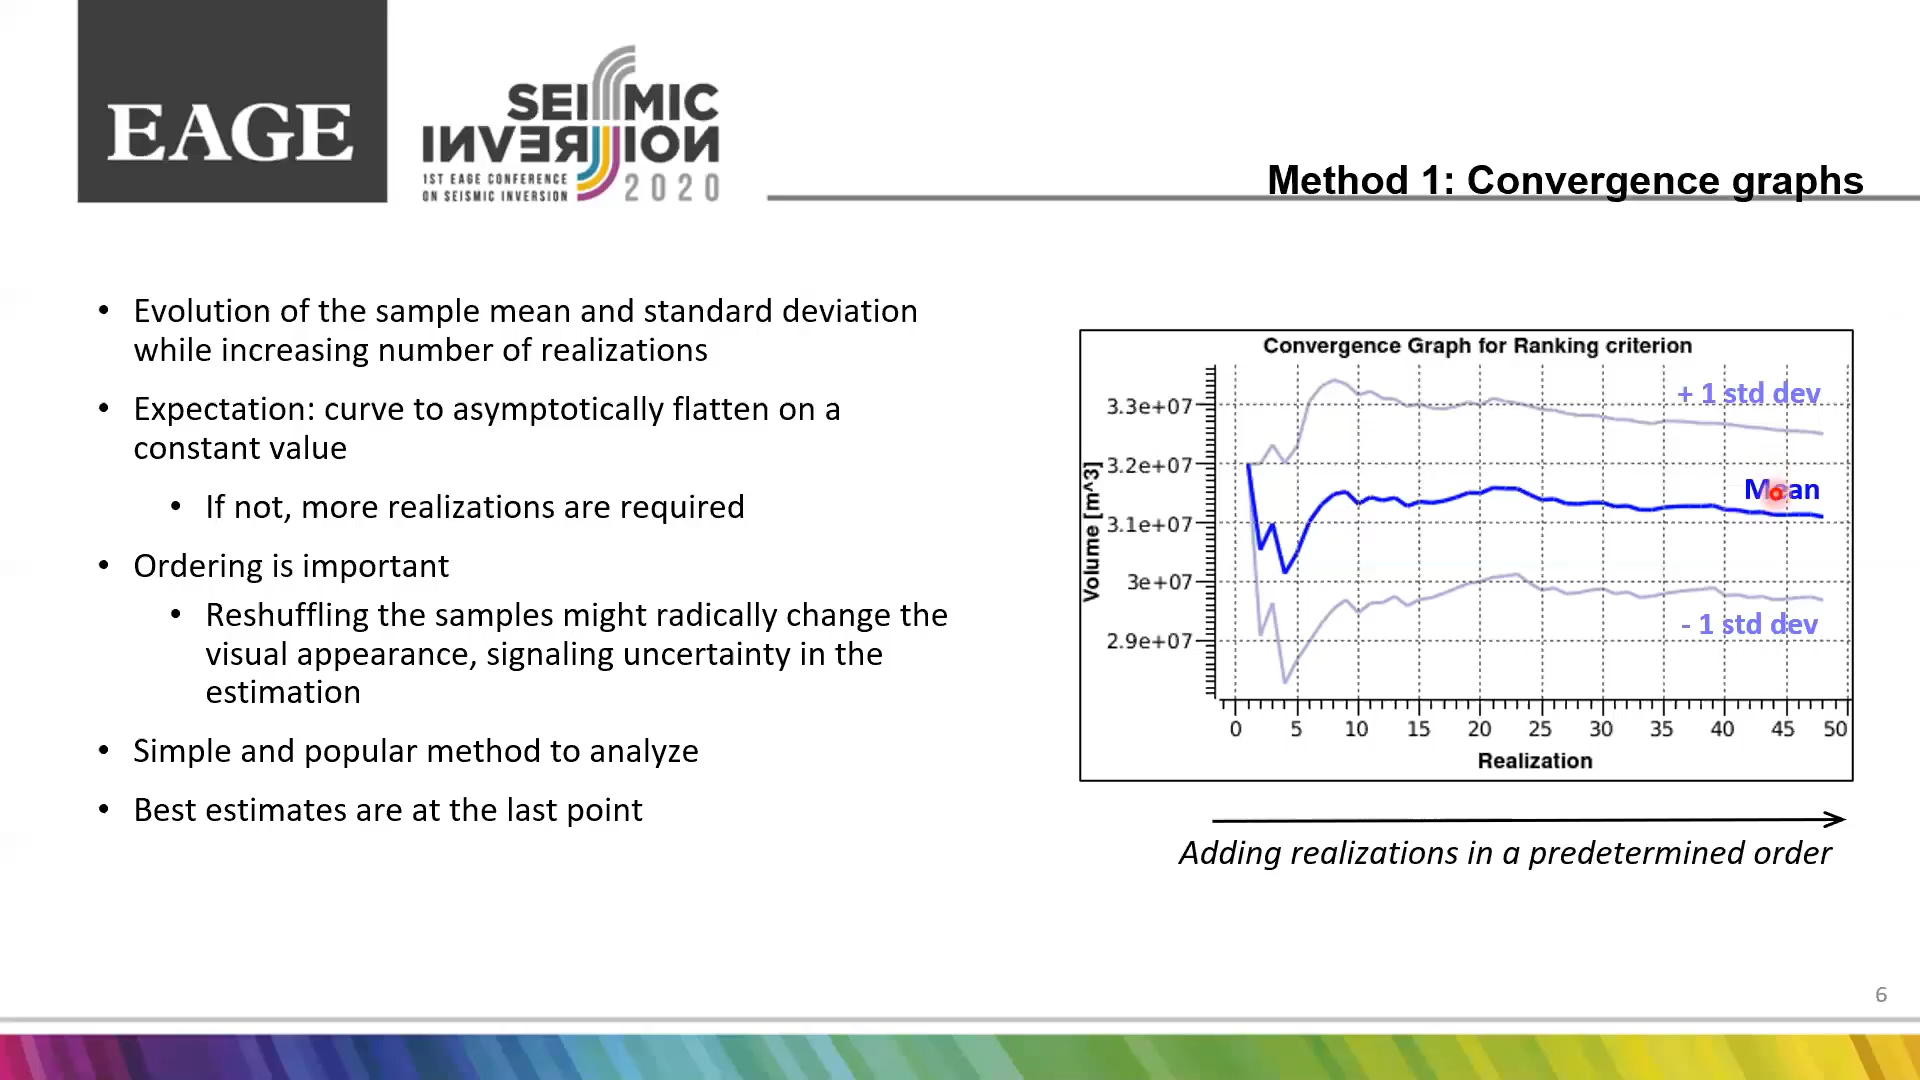 EAGE
SEISMIC
INVERSION
1ST EAGE CONFERENCE
ON SEISMIC INVERSION
2020
Method 1: Convergence graphs
• Evolution of the sample mean and standard deviation
while increasing number of realizations
• Expectation: curve to asymptotically flatten on a
constant value
• If not, more realizations are required
• Ordering is important
• Reshuffling the samples might radically change the
visual appearance, signaling uncertainty in the
estimation
• Simple and popular method to analyze
• Best estimates are at the last point
Convergence Graph for Ranking criterion
+ 1 std dev
Mean
- 1 std dev
Volume [m^3]
3.3e+07
3.2e+07
3.1e+07
3e+07
2.9e+07
0 5 10 15 20 25 30 35 40 45 50
Realization
Adding realizations in a predetermined order
6